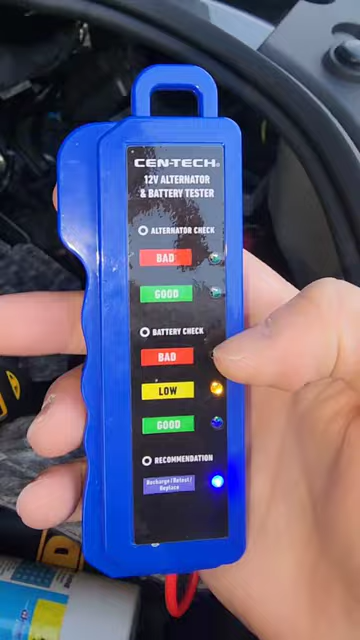 CEN-TECH®
12V ALTERNATOR
& BATTERY TESTER
ALTERNATOR CHECK
BAD
GOOD
BATTERY CHECK
BAD
LOW
GOOD
RECOMMENDATION
Recharge/Retest/
Replace